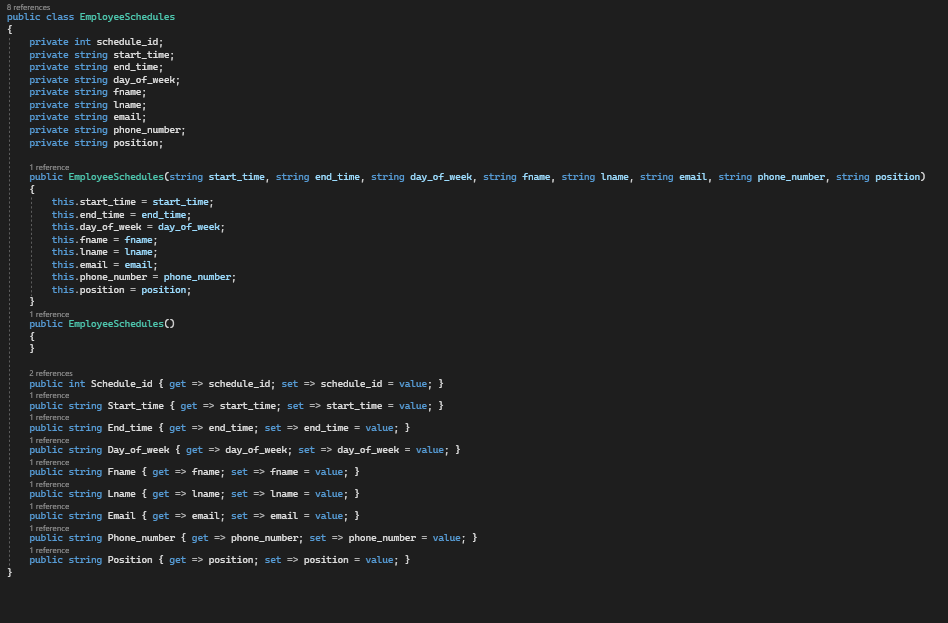 8 references
public class EmployeeSchedules
{
    private int schedule_id;
    private string start_time;
    private string end_time;
    private string day_of_week;
    private string fname;
    private string lname;
    private string email;
    private string phone_number;
    private string position;
    1 reference
    public EmployeeSchedules(string start_time, string end_time, string day_of_week, string fname, string lname, string email, string phone_number, string position)
    {
        this.start_time = start_time;
        this.end_time = end_time;
        this.day_of_week = day_of_week;
        this.fname = fname;
        this.lname = lname;
        this.email = email;
        this.phone_number = phone_number;
        this.position = position;
    }
    1 reference
    public EmployeeSchedules()
    {
    }
    2 references
    public int Schedule_id { get => schedule_id; set => schedule_id = value; }
    1 reference
    public string Start_time { get => start_time; set => start_time = value; }
    1 reference
    public string End_time { get => end_time; set => end_time = value; }
    1 reference
    public string Day_of_week { get => day_of_week; set => day_of_week = value; }
    1 reference
    public string Fname { get => fname; set => fname = value; }
    1 reference
    public string Lname { get => lname; set => lname = value; }
    1 reference
    public string Email { get => email; set => email = value; }
    1 reference
    public string Phone_number { get => phone_number; set => phone_number = value; }
    1 reference
    public string Position { get => position; set => position = value; }
}